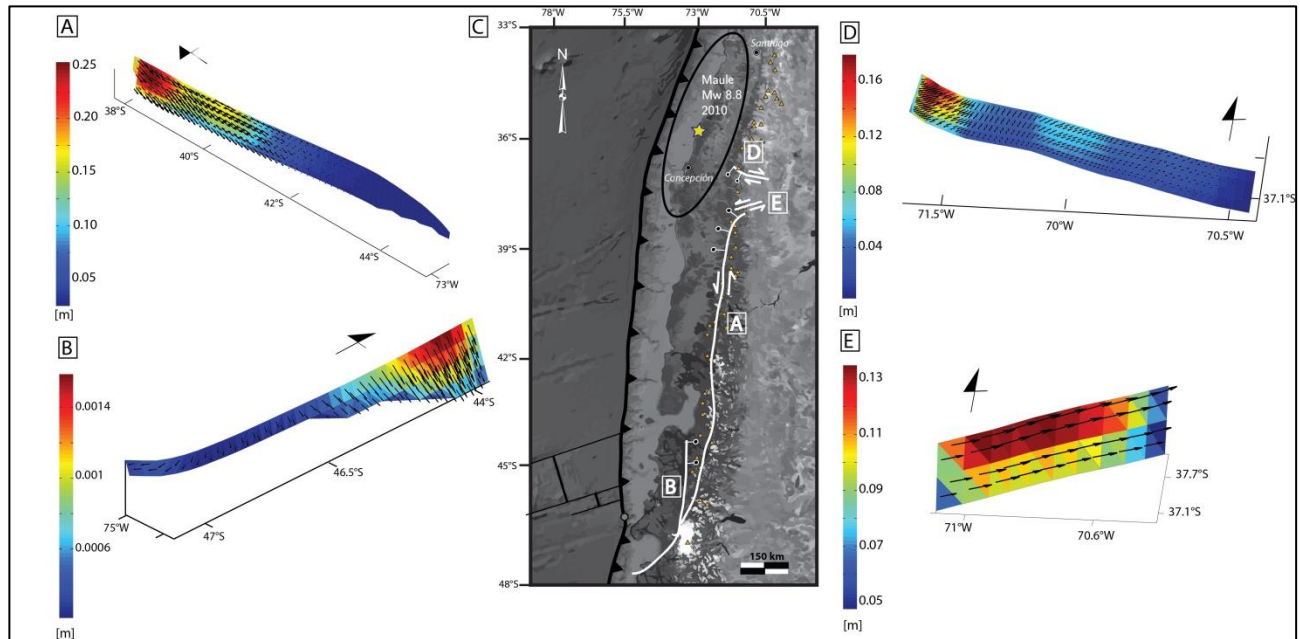 A
0.25
0.20
0.15
0.10
0.05
[m]
38°S
40°S
42°S
44°S
73°W
B
0.0014
0.001
0.0006
[m]
75°W
47°S
46.5°S
44°S
C
78°W
75.5°S
73°W
70.5°W
33°S
36°S
39°S
42°S
45°S
48°S
N
Santiago
Maule
Mw 8.8
2010
Concepción
D
E
A
B
150 km
D
0.16
0.12
0.08
0.04
[m]
71.5°W
70°W
70.5°W
37.1°S
E
0.13
0.11
0.09
0.07
0.05
[m]
71°W
70.6°W
37.7°S
37.1°S